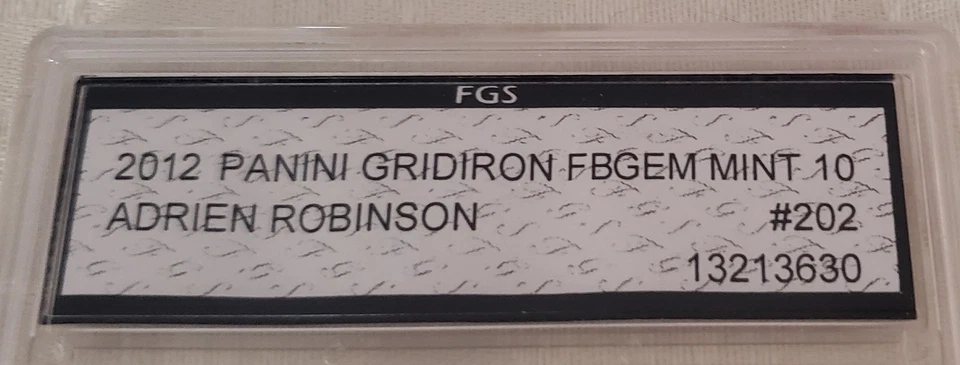 FGS
2012 PANINI GRIDIRON FBGEM MINT 10
ADRIEN ROBINSON #202
13213630